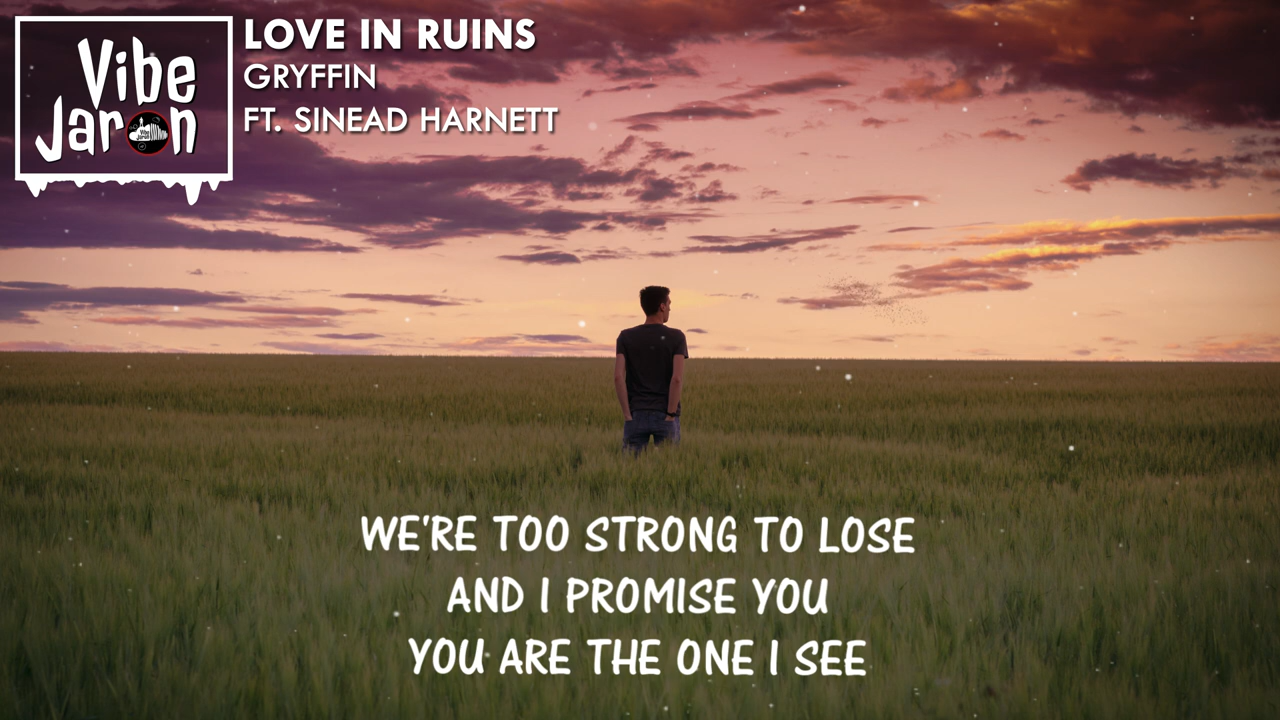 Vibe
Jaron
LOVE IN RUINS
GRYFFIN
FT. SINEAD HARNETT
WE'RE TOO STRONG TO LOSE
AND I PROMISE YOU
YOU ARE THE ONE I SEE